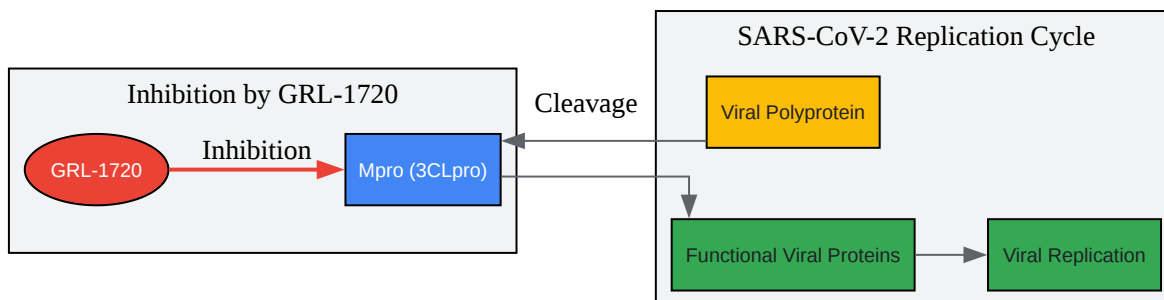 SARS-CoV-2 Replication Cycle
Inhibition by GRL-1720
Cleavage
Viral Polyprotein
GRL-1720
Inhibition
Mpro (3CLpro)
Functional Viral Proteins
Viral Replication